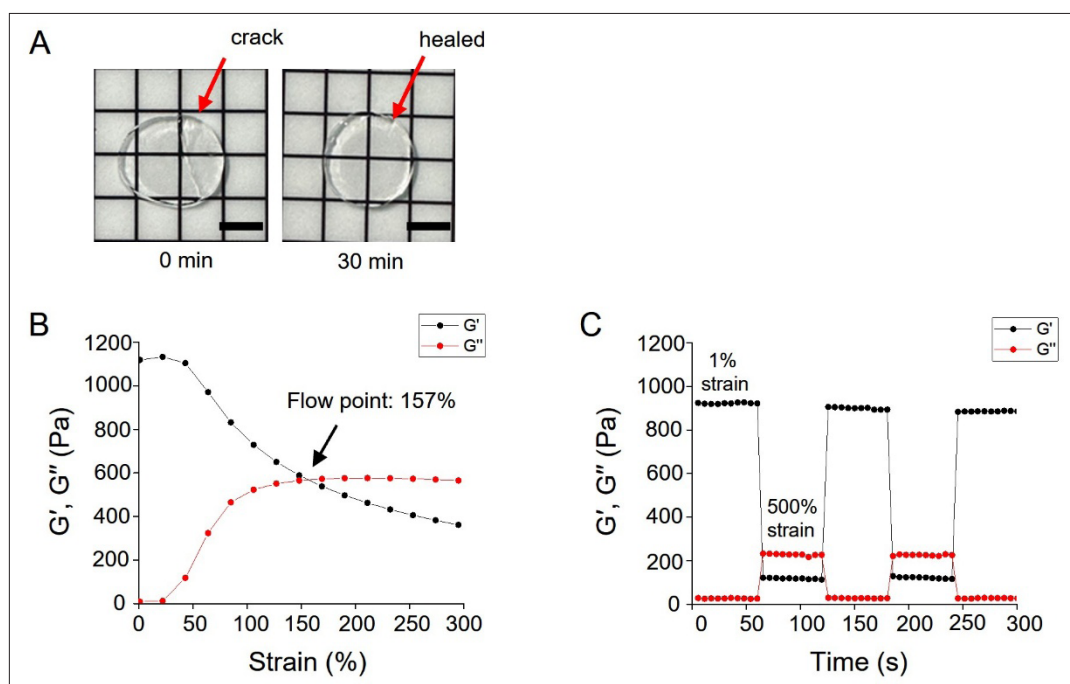 A
crack
healed
0 min
30 min
B
G'
G''
1200
1000
800
600
400
200
0
G', G'' (Pa)
Flow point: 157%
0 50 100 150 200 250 300
Strain (%)
C
G'
G''
1200
1000
800
600
400
200
0
G', G'' (Pa)
1%
strain
500%
strain
0 50 100 150 200 250 300
Time (s)